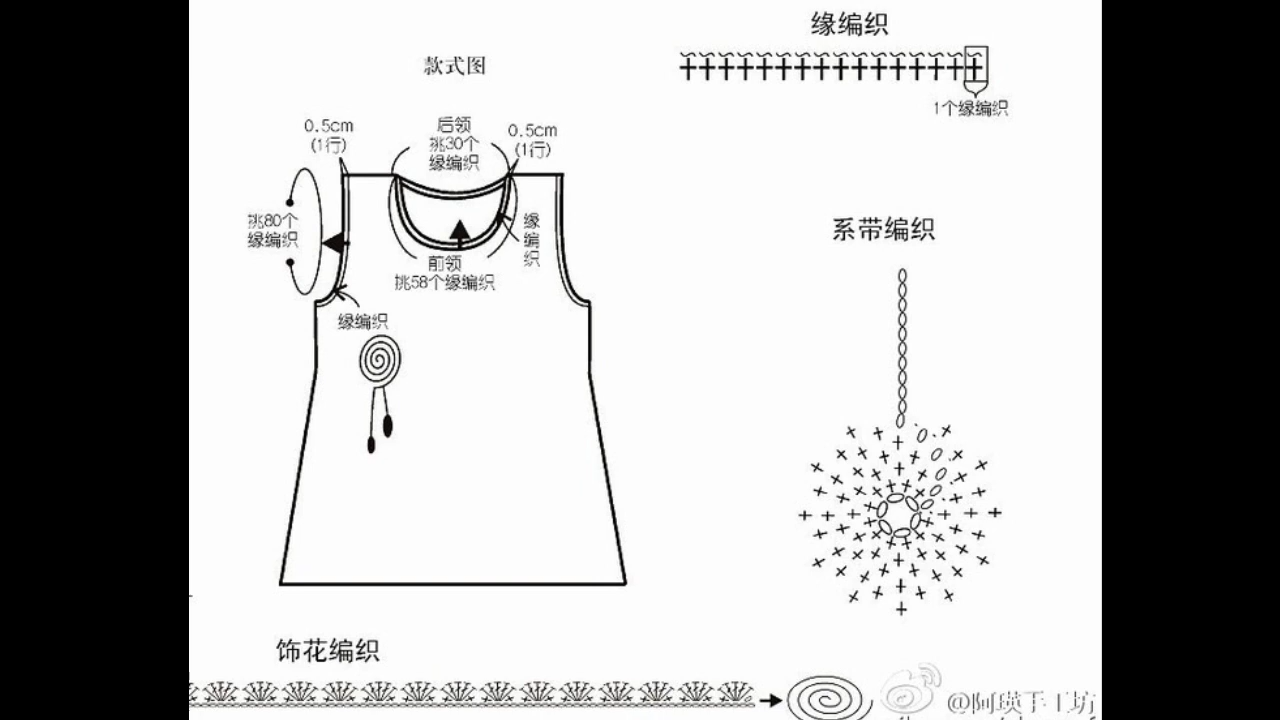 缘编织
款式图
1个缘编织
0.5cm
(1行)
后领
挑30个
缘编织
0.5cm
(1行)
挑80个
缘编织
缘
编
织
系带编织
前领
挑58个缘编织
缘编织
饰花编织
@阿瑛手工坊